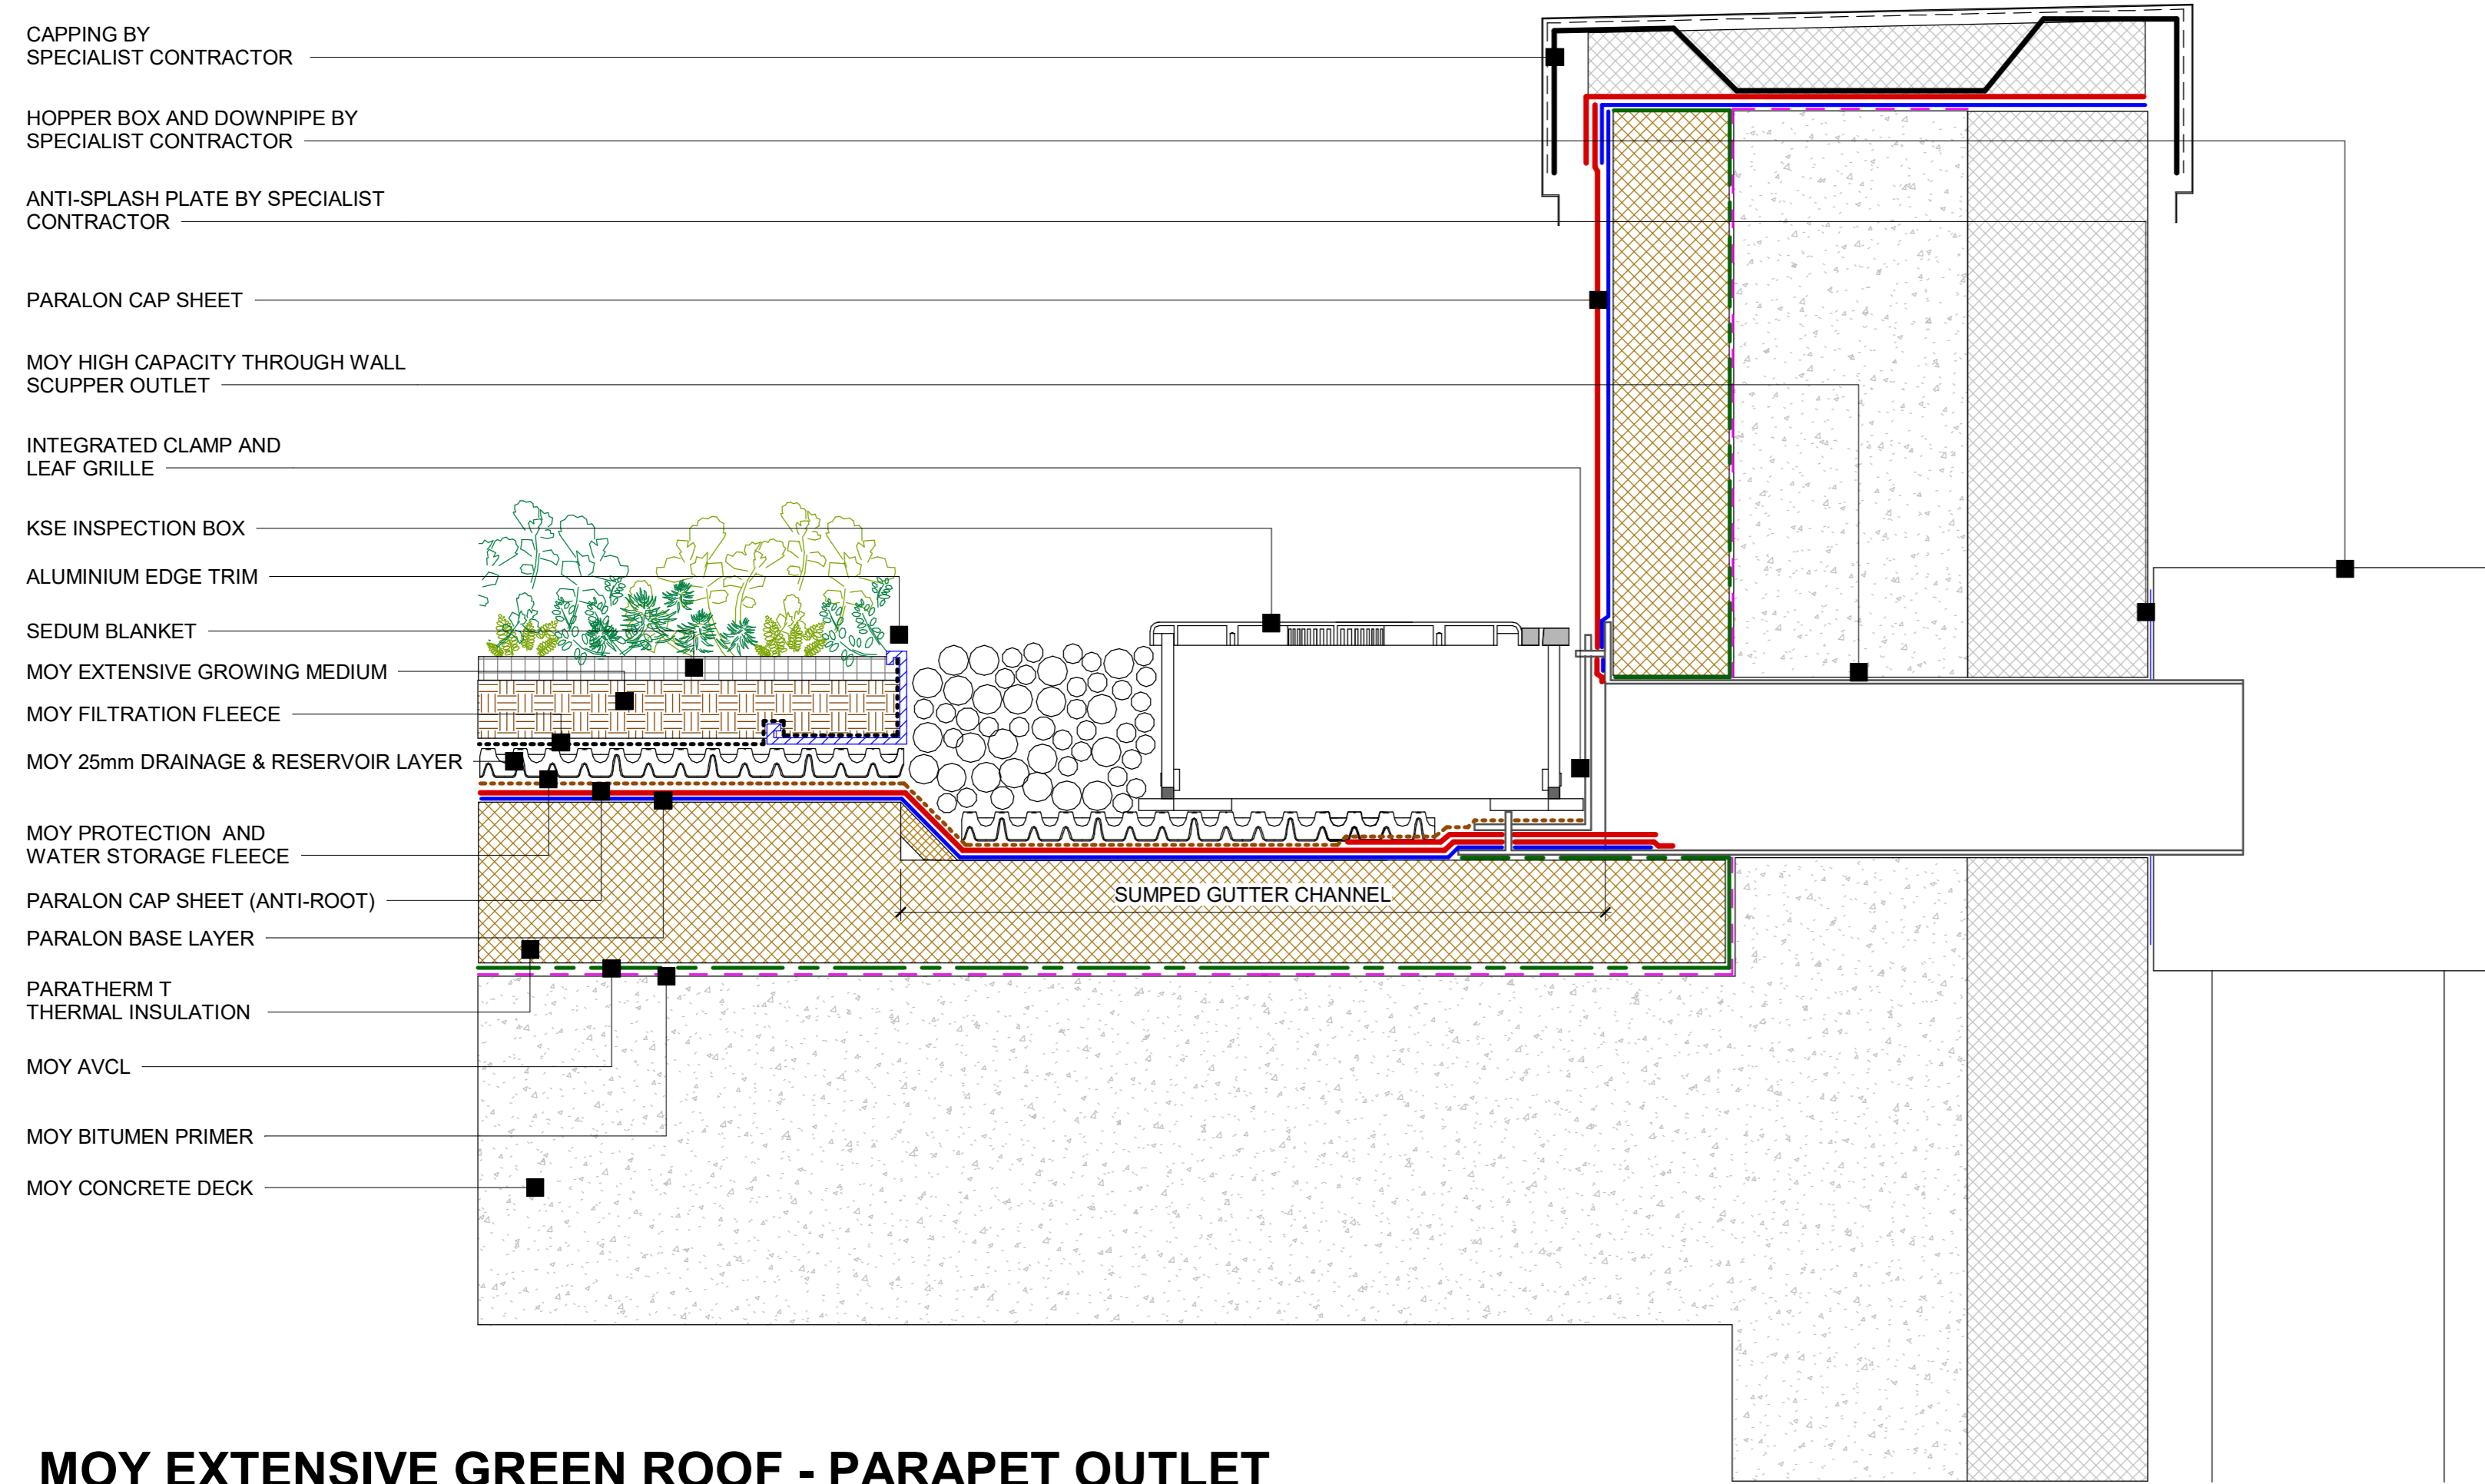 CAPPING BY
SPECIALIST CONTRACTOR
HOPPER BOX AND DOWNPIPE BY
SPECIALIST CONTRACTOR
ANTI-SPLASH PLATE BY SPECIALIST
CONTRACTOR
PARALON CAP SHEET
MOY HIGH CAPACITY THROUGH WALL
SCUPPER OUTLET
INTEGRATED CLAMP AND
LEAF GRILLE
KSE INSPECTION BOX
ALUMINIUM EDGE TRIM
SEDUM BLANKET
MOY EXTENSIVE GROWING MEDIUM
MOY FILTRATION FLEECE
MOY 25mm DRAINAGE & RESERVOIR LAYER
MOY PROTECTION AND
WATER STORAGE FLEECE
PARALON CAP SHEET (ANTI-ROOT)
PARALON BASE LAYER
PARATHERM T
THERMAL INSULATION
MOY AVCL
MOY BITUMEN PRIMER
MOY CONCRETE DECK
SUMPED GUTTER CHANNEL
MOY EXTENSIVE GREEN ROOF - PARAPET OUTLET